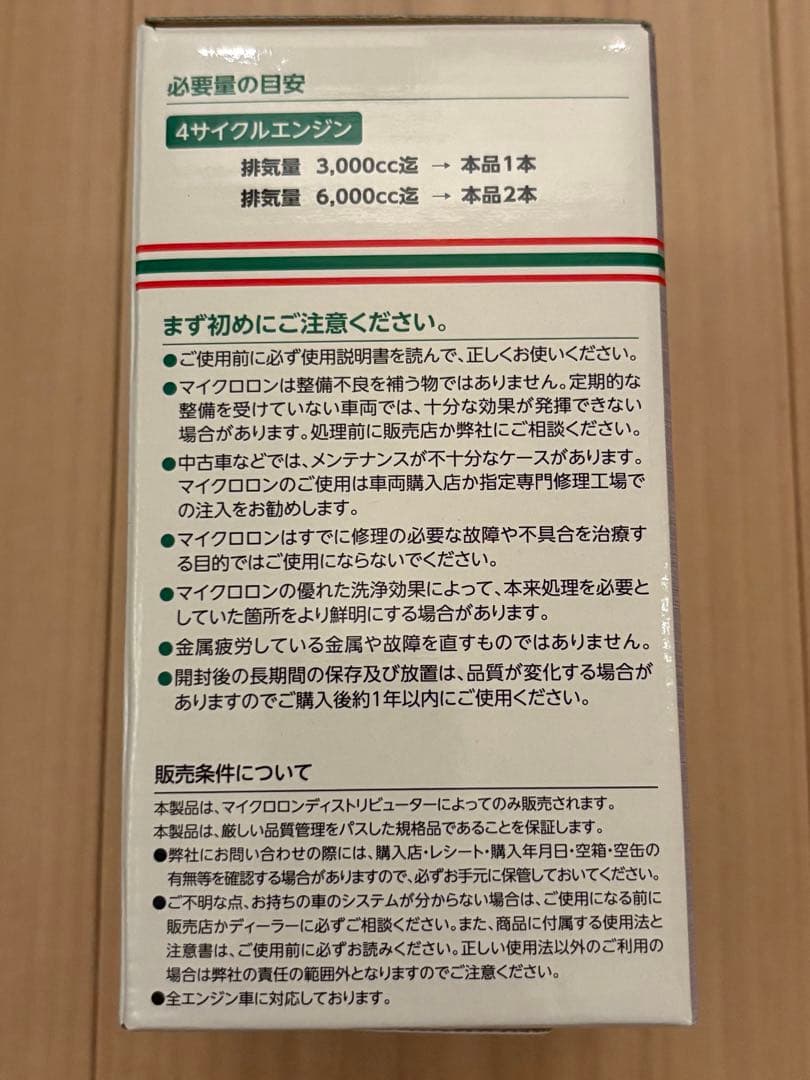 必要量の目安
4サイクルエンジン
排気量 3,000cc迄 → 本品1本
排気量 6,000cc迄 → 本品2本
まず初めにご注意ください。
●ご使用前に必ず使用説明書を読んで、正しくお使いください。
●マイクロロンは整備不良を補う物ではありません。定期的な
整備を受けていない車両では、十分な効果が発揮できない
場合があります。処理前に販売店か弊社にご相談ください。
●中古車などでは、メンテナンスが不十分なケースがあります。
マイクロロンのご使用は車両購入店か指定専門修理工場で
の注入をお勧めします。
●マイクロロンはすでに修理の必要な故障や不具合を治療す
る目的ではご使用にならないでください。
●マイクロロンの優れた洗浄効果によって、本来処理を必要と
していた箇所をより鮮明にする場合があります。
●金属疲労している金属や故障を直すものではありません。
●開封後の長期間の保存及び放置は、品質が変化する場合が
ありますのでご購入後約1年以内にご使用ください。
販売条件について
本製品は、マイクロロンディストリビューターによってのみ販売されます。
本製品は、厳しい品質管理をパスした規格品であることを保証します。
●弊社にお問い合わせの際には、購入店・レシート・購入年月日・空箱・空缶の
有無等を確認する場合がありますので、必ずお手元に保管しておいてください。
●ご不明な点、お持ちの車のシステムが分からない場合は、ご使用になる前に
販売店かディーラーに必ずご相談ください。また、商品に付属する使用法と
注意書は、ご使用前に必ずお読みください。正しい使用法以外のご利用の
場合は弊社の責任の範囲外となりますのでご注意ください。
●全エンジン車に対応しております。